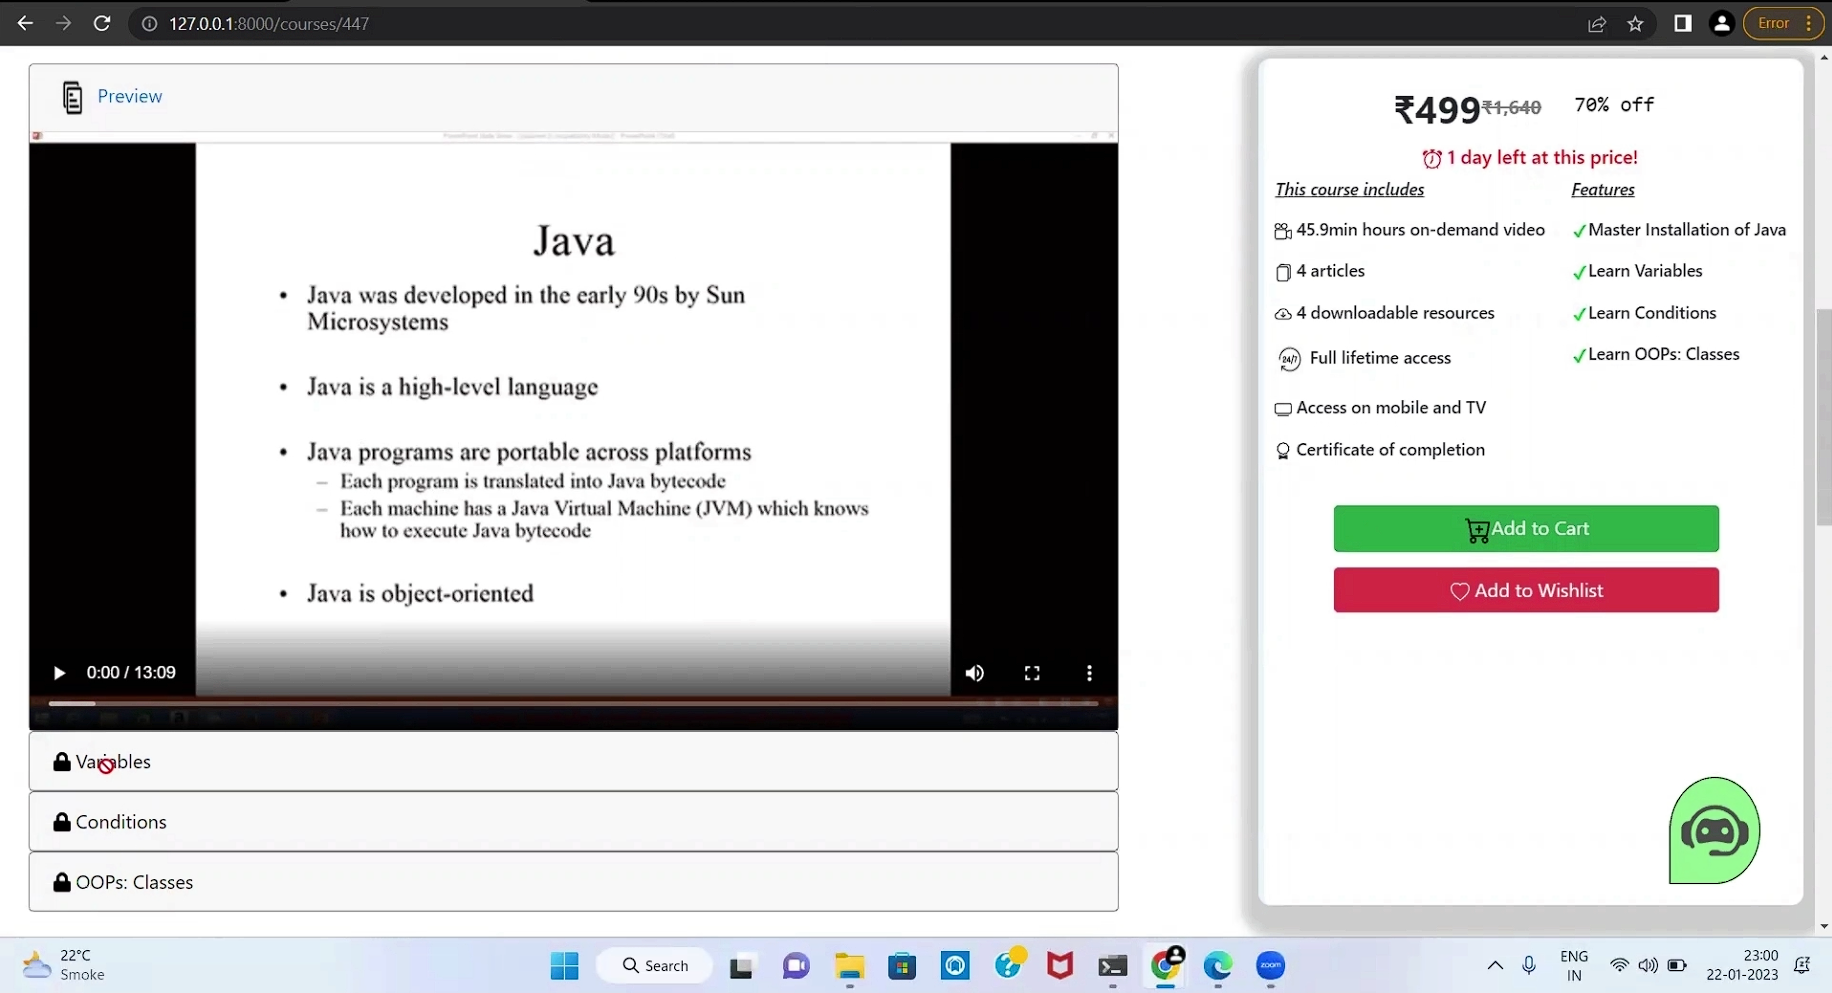 127.0.0.1:8000/courses/447
Error
Preview
Java
• Java was developed in the early 90s by Sun
Microsystems
• Java is a high-level language
• Java programs are portable across platforms
– Each program is translated into Java bytecode
– Each machine has a Java Virtual Machine (JVM) which knows
how to execute Java bytecode
• Java is object-oriented
0:00 / 13:09
Variables
Conditions
OOPs: Classes
₹499 ₹1,640 70% off
1 day left at this price!
This course includes
45.9min hours on-demand video
4 articles
4 downloadable resources
24/7 Full lifetime access
Access on mobile and TV
Certificate of completion
Features
✓Master Installation of Java
✓Learn Variables
✓Learn Conditions
✓Learn OOPs: Classes
Add to Cart
Add to Wishlist
22°C
Smoke
Search
zoom
ENG
IN
23:00
22-01-2023